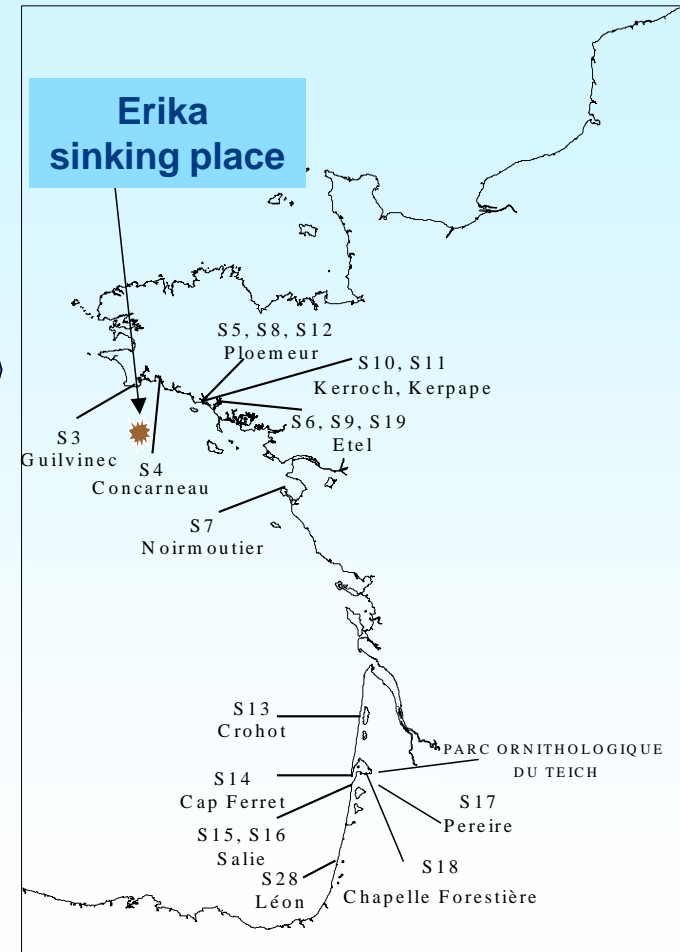 Erika
sinking place
S5, S8, S12
Ploemeur
S10, S11
Kerroch, Kerpape
S6, S9, S19
Etel
S3
Guilvinec
S4
Concarneau
S7
Noirmoutier
S13
Crohot
PARC ORNITHOLOGIQUE
DU TEICH
S14
Cap Ferret
S17
Pereire
S15, S16
Salie
S18
Chapelle Forestière
S28
Léon